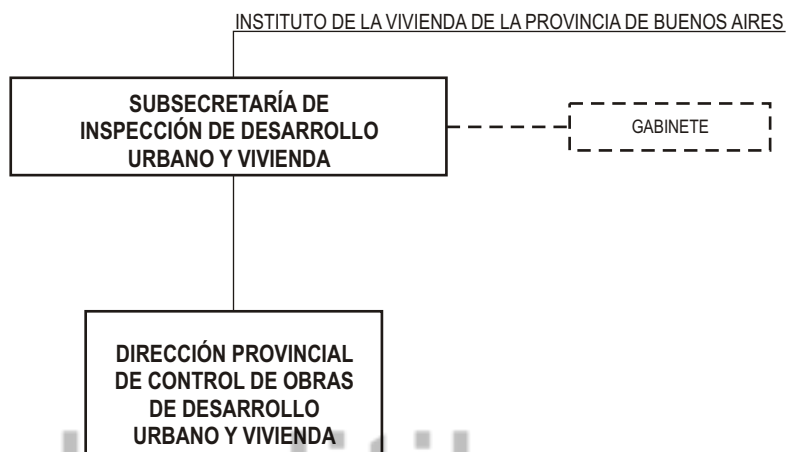 INSTITUTO DE LA VIVIENDA DE LA PROVINCIA DE BUENOS AIRES
SUBSECRETARÍA DE
INSPECCIÓN DE DESARROLLO
URBANO Y VIVIENDA
GABINETE
DIRECCIÓN PROVINCIAL
DE CONTROL DE OBRAS
DE DESARROLLO
URBANO Y VIVIENDA